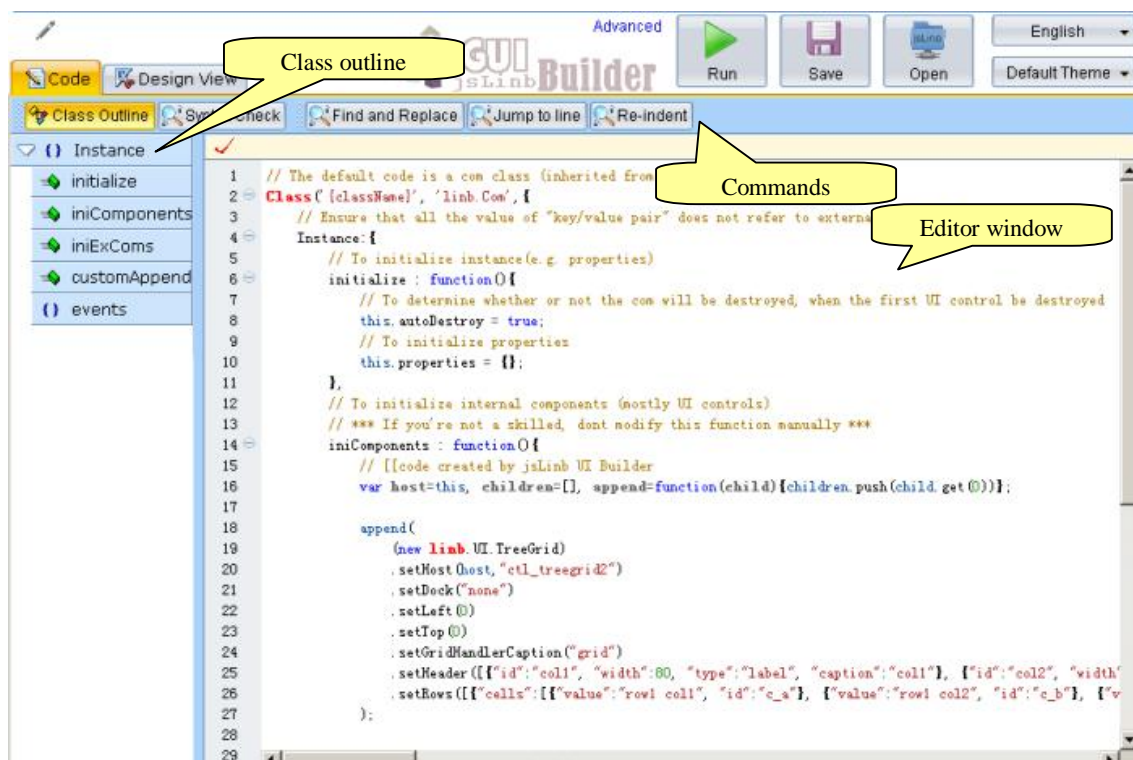 Advanced
GUI
jsLinb Builder
Run
Save
Open
English
Default Theme
Code
Design View
Class outline
Class Outline
Check
Find and Replace
Jump to line
Re-indent
Commands
Editor window
Instance
initialize
iniComponents
iniExComs
customAppend
events
1 // The default code is a com class (inherited from
2 Class('{className}', 'linb.Com',{
3 // Ensure that all the value of "key/value pair" does not refer to external
4 Instance:{
5 // To initialize instance(e.g. properties)
6 initialize : function(){
7 // To determine whether or not the com will be destroyed, when the first UI control be destroyed
8 this.autoDestroy = true;
9 // To initialize properties
10 this.properties = {};
11 },
12 // To initialize internal components (mostly UI controls)
13 // *** If you're not a skilled, dont modify this function manually ***
14 iniComponents : function(){
15 // [[code created by jsLinb UI Builder
16 var host=this, children=[], append=function(child){children.push(child.get(0))};
17
18 append(
19 (new linb.UI.TreeGrid)
20 .setHost(host,"ctl_treegrid2")
21 .setDock("none")
22 .setLeft(0)
23 .setTop(0)
24 .setGridHandlerCaption("grid")
25 .setHeader([{"id":"col1", "width":80, "type":"label", "caption":"col1"}, {"id":"col2", "width"
26 .setRows([{"cells":[{"value":"row1 col1", "id":"c_a"}, {"value":"row1 col2", "id":"c_b"}, {"v
27 );
28
29